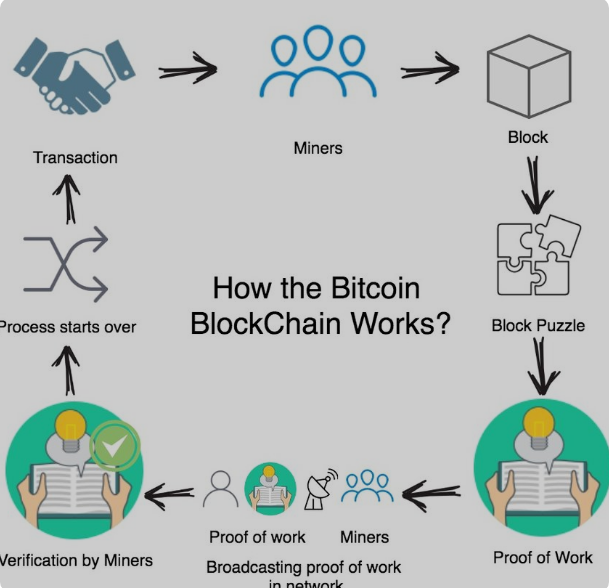 Transaction
Miners
Block
How the Bitcoin
BlockChain Works?
Process starts over
Block Puzzle
Verification by Miners
Proof of work
Miners
Broadcasting proof of work
in network
Proof of Work